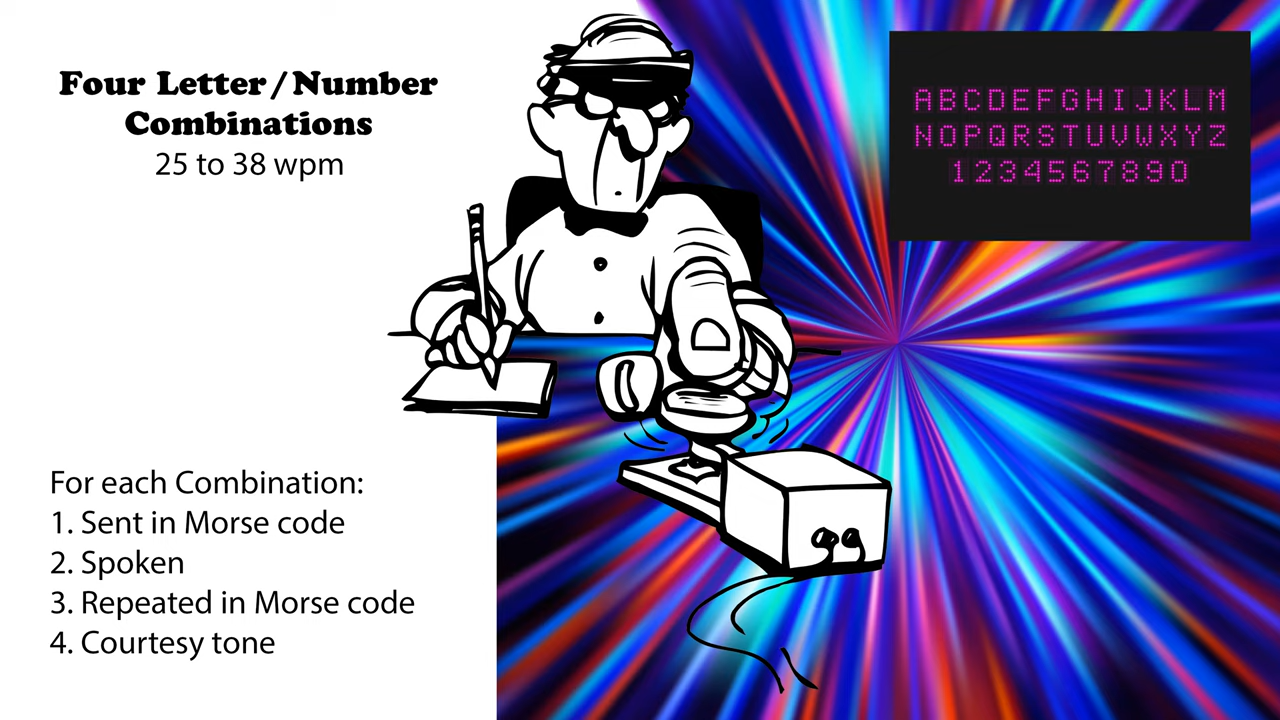 Four Letter/Number
Combinations
25 to 38 wpm
ABCDEFGHIJKLM
NOPQRSTUVWXYZ
1234567890
For each Combination:
1. Sent in Morse code
2. Spoken
3. Repeated in Morse code
4. Courtesy tone